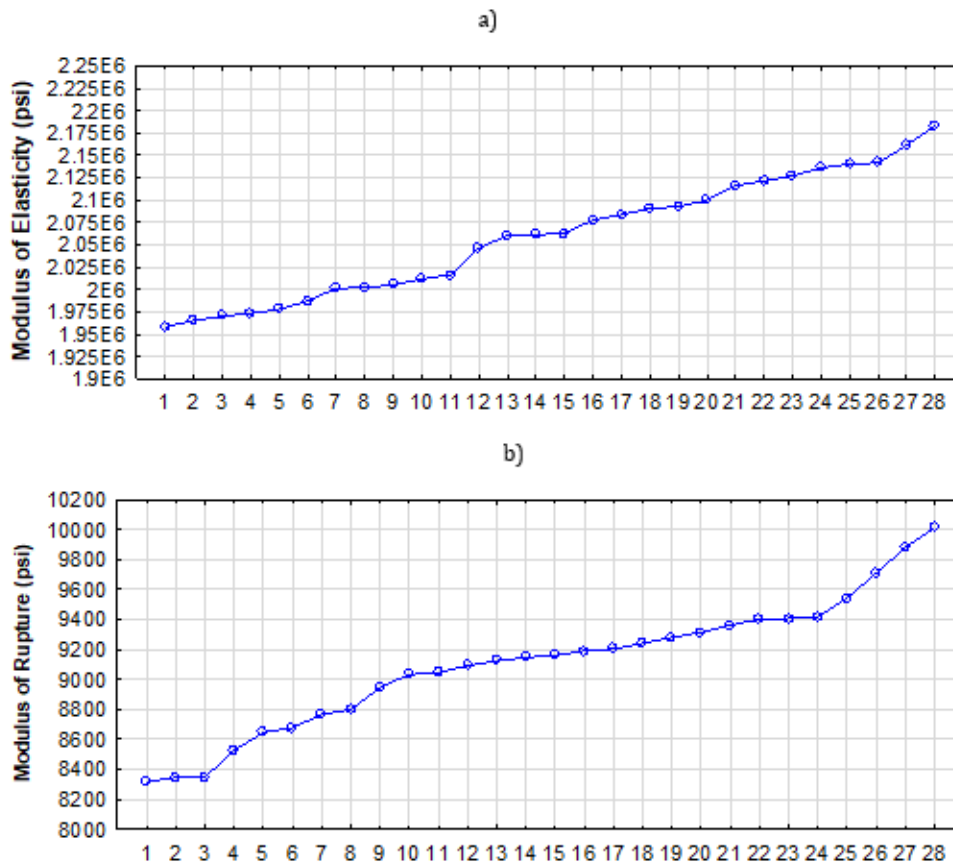 a)
Modulus of Elasticity (psi)
2.25E6
2.225E6
2.2E6
2.175E6
2.15E6
2.125E6
2.1E6
2.075E6
2.05E6
2.025E6
2E6
1.975E6
1.95E6
1.925E6
1.9E6
1 2 3 4 5 6 7 8 9 10 11 12 13 14 15 16 17 18 19 20 21 22 23 24 25 26 27 28
b)
Modulus of Rupture (psi)
10200
10000
9800
9600
9400
9200
9000
8800
8600
8400
8200
8000
1 2 3 4 5 6 7 8 9 10 11 12 13 14 15 16 17 18 19 20 21 22 23 24 25 26 27 28